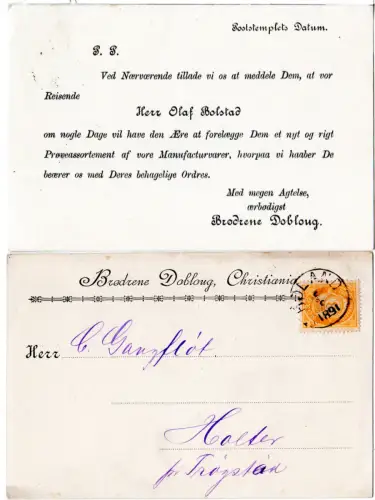 Poststemplets Datum.
P. P.
Ved Nærværende tillade vi os at meddele Dem, at vor
Reisende
Herr Olaf Bolstad
om nogle Dage vil have den Ære at forelægge Dem et nyt og rigt
Prøveassortement af vore Manufacturvarer, hvorpaa vi haaber De
beærer os med Deres behagelige Ordres.
Med megen Agtelse,
ærbødigst
Brødrene Dobloug.
Brødrene Dobloug, Christiania
1891
Herr C.
Holter
pr Trøgstad